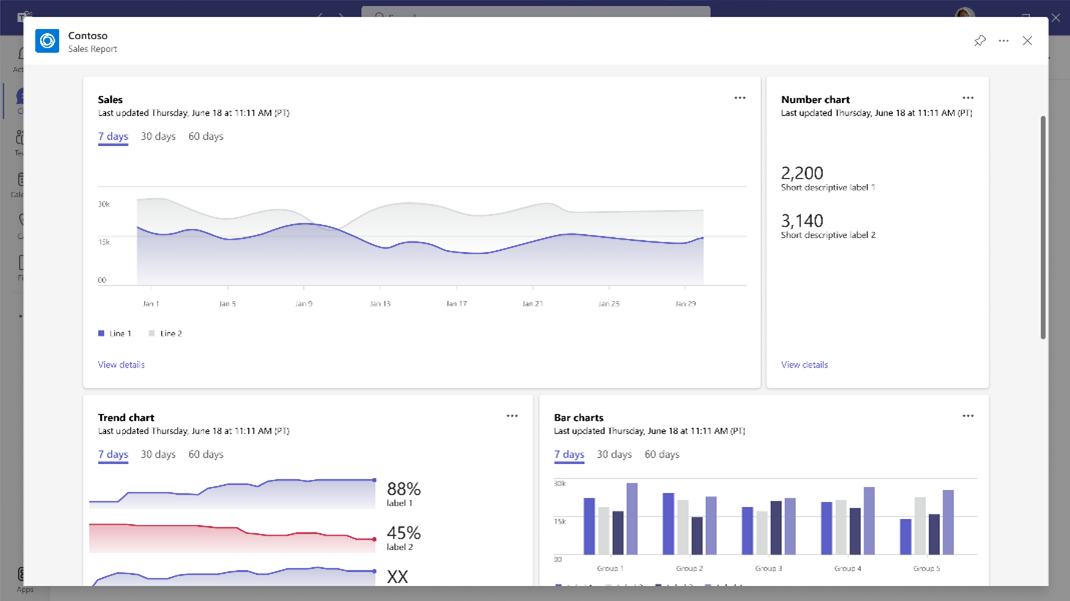 Contoso
Sales Report
Sales
Last updated Thursday, June 18 at 11:11 AM (PT)
7 days 30 days 60 days
30k
15k
00
Jan 1 Jan 5 Jan 9 Jan 13 Jan 17 Jan 21 Jan 25 Jan 29
Line 1 Line 2
View details
Number chart
Last updated Thursday, June 18 at 11:11 AM (PT)
2,200
Short descriptive label 1
3,140
Short descriptive label 2
View details
Trend chart
Last updated Thursday, June 18 at 11:11 AM (PT)
7 days 30 days 60 days
88%
label 1
45%
label 2
XX
Bar charts
Last updated Thursday, June 18 at 11:11 AM (PT)
7 days 30 days 60 days
30k
15k
00
Group 1 Group 2 Group 3 Group 4 Group 5
Apps